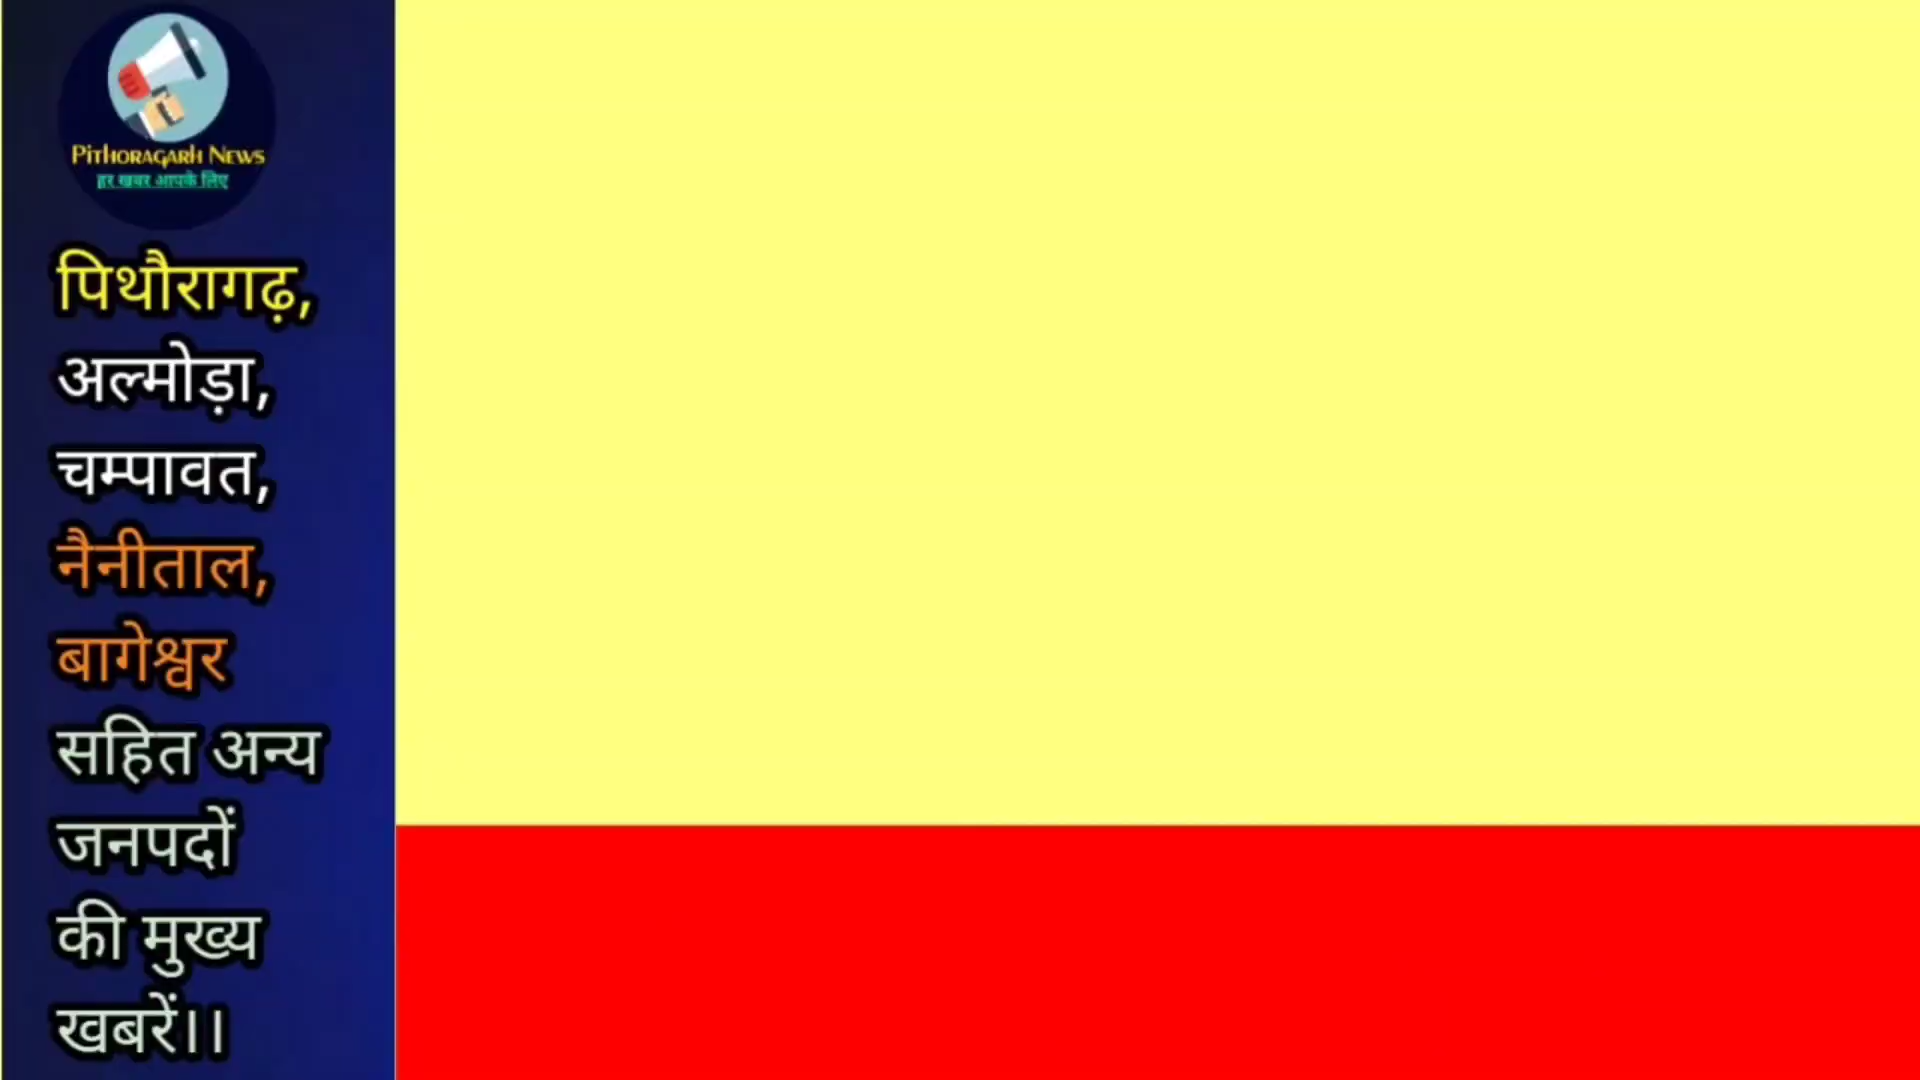 PITHORAGARH NEWS
हर खबर आपके लिए
पिथौरागढ़,
अल्मोड़ा,
चम्पावत,
नैनीताल,
बागेश्वर
सहित अन्य
जनपदों
की मुख्य
खबरें।।